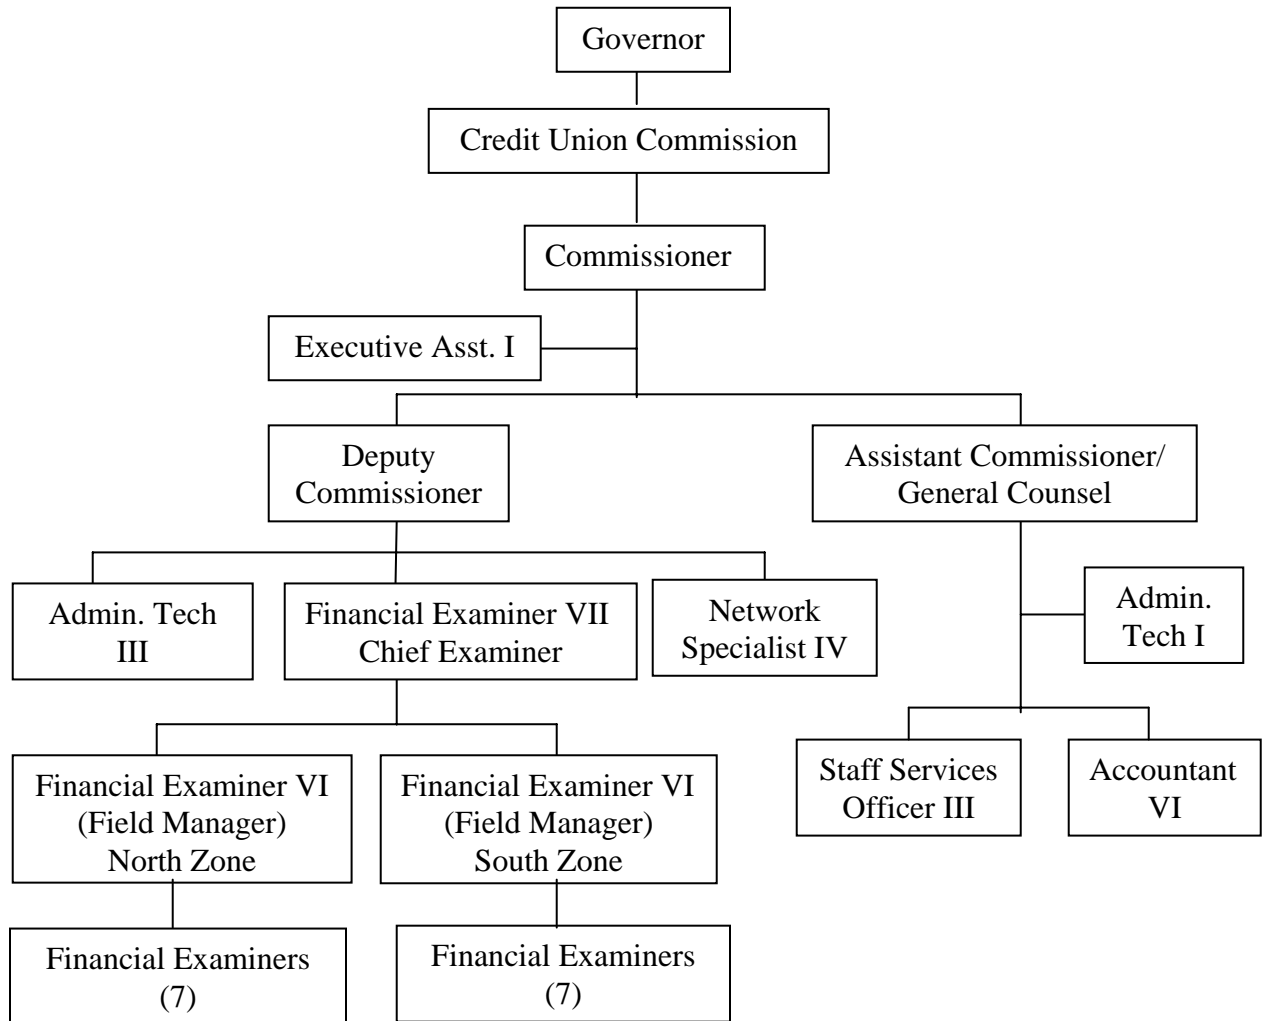 Governor
Credit Union Commission
Commissioner
Executive Asst. I
Deputy
Commissioner
Assistant Commissioner/
General Counsel
Admin. Tech
III
Financial Examiner VII
Chief Examiner
Network
Specialist IV
Admin.
Tech I
Financial Examiner VI
(Field Manager)
North Zone
Financial Examiner VI
(Field Manager)
South Zone
Staff Services
Officer III
Accountant
VI
Financial Examiners
(7)
Financial Examiners
(7)